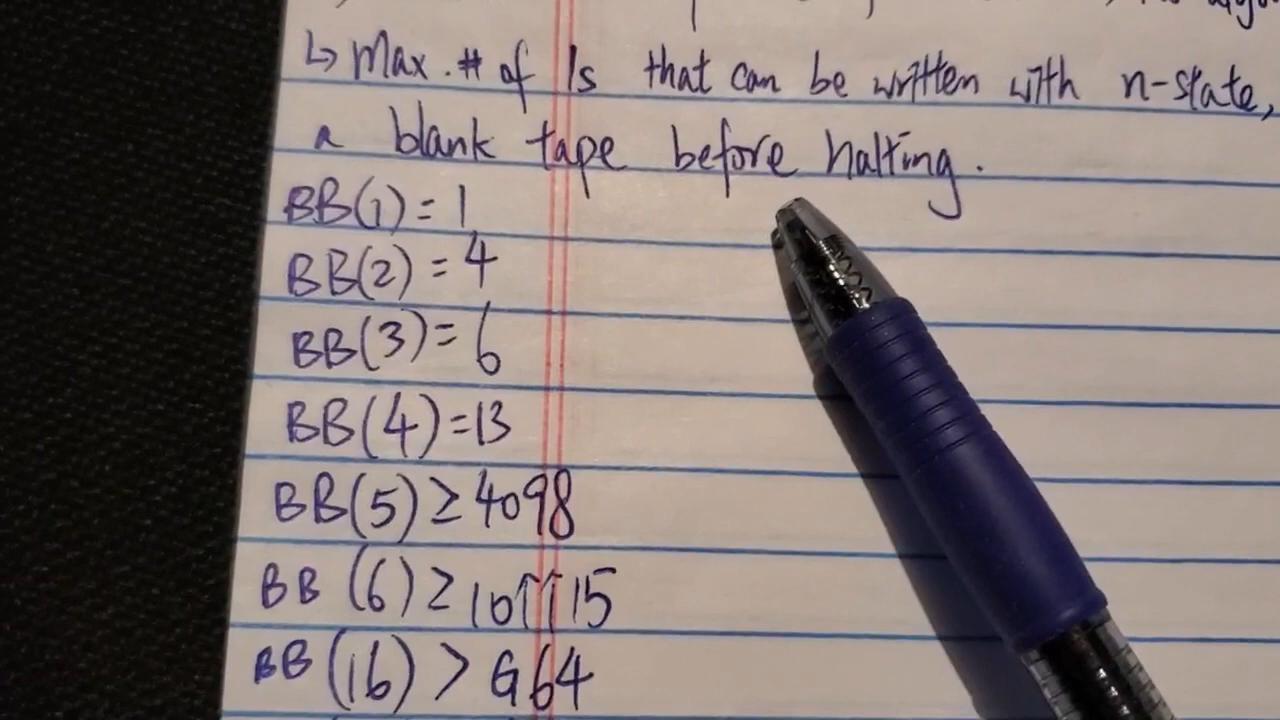 ↳ Max. # of 1s that can be written with n-state,
a blank tape before halting.
BB(1) = 1
BB(2) = 4
BB(3) = 6
BB(4) = 13
BB(5) ≥ 4098
BB (6) ≥ 10↑↑15
BB (16) > G64